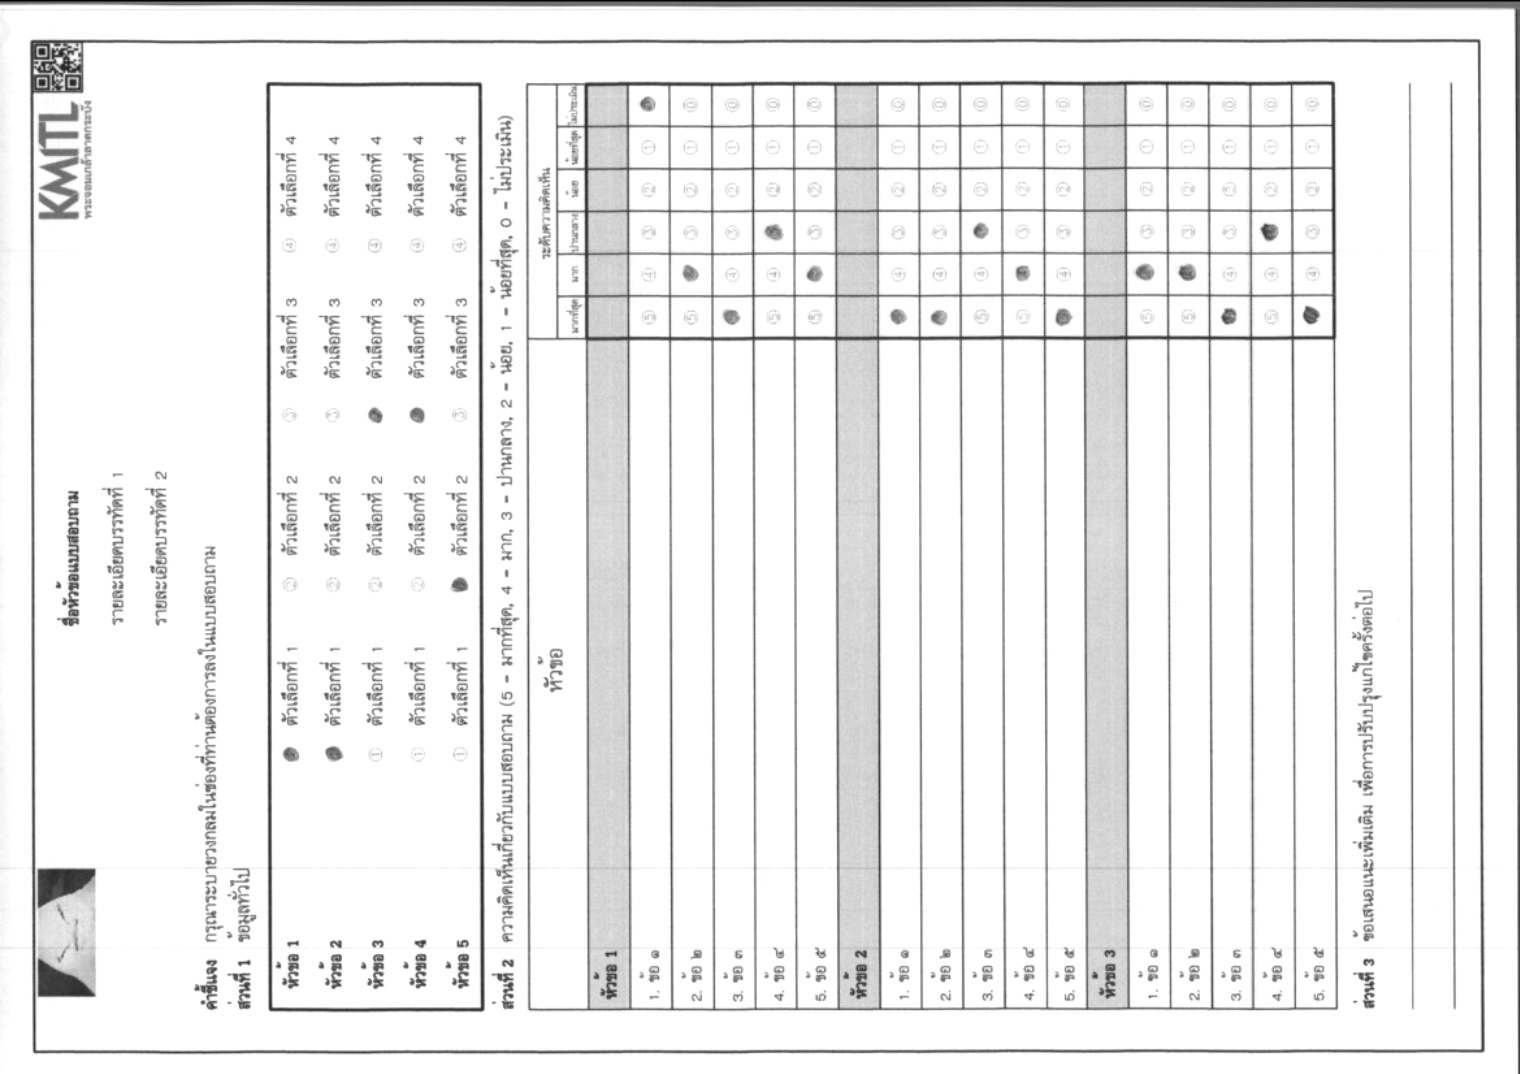 KMITL
พระจอมเกล้าลาดกระบัง
ชื่อหัวข้อแบบสอบถาม
รายละเอียดบรรทัดที่ 1
รายละเอียดบรรทัดที่ 2
คำชี้แจง กรุณาระบายวงกลมในช่องที่ท่านต้องการลงในแบบสอบถาม
ส่วนที่ 1 ข้อมูลทั่วไป
หัวข้อ 1 ตัวเลือกที่ 1 ② ตัวเลือกที่ 2 ③ ตัวเลือกที่ 3 ④ ตัวเลือกที่ 4
หัวข้อ 2 ตัวเลือกที่ 1 ② ตัวเลือกที่ 2 ③ ตัวเลือกที่ 3 ④ ตัวเลือกที่ 4
หัวข้อ 3 ① ตัวเลือกที่ 1 ② ตัวเลือกที่ 2 ตัวเลือกที่ 3 ④ ตัวเลือกที่ 4
หัวข้อ 4 ① ตัวเลือกที่ 1 ② ตัวเลือกที่ 2 ตัวเลือกที่ 3 ④ ตัวเลือกที่ 4
หัวข้อ 5 ① ตัวเลือกที่ 1 ตัวเลือกที่ 2 ③ ตัวเลือกที่ 3 ④ ตัวเลือกที่ 4
ส่วนที่ 2 ความคิดเห็นเกี่ยวกับแบบสอบถาม (5 - มากที่สุด, 4 - มาก, 3 - ปานกลาง, 2 - น้อย, 1 - น้อยที่สุด, 0 - ไม่ประเมิน)
หัวข้อ ระดับความคิดเห็น
มากที่สุด มาก ปานกลาง น้อย น้อยที่สุด ไม่ประเมิน
หัวข้อ 1
1. ข้อ ๑ ⑤ ④ ③ ② ①
2. ข้อ ๒ ⑤ ③ ② ① ⓪
3. ข้อ ๓ ④ ③ ② ① ⓪
4. ข้อ ๔ ⑤ ④ ② ① ⓪
5. ข้อ ๕ ⑤ ③ ② ① ⓪
หัวข้อ 2
1. ข้อ ๑ ④ ③ ② ① ⓪
2. ข้อ ๒ ④ ③ ② ① ⓪
3. ข้อ ๓ ⑤ ④ ② ① ⓪
4. ข้อ ๔ ⑤ ③ ② ① ⓪
5. ข้อ ๕ ④ ③ ② ① ⓪
หัวข้อ 3
1. ข้อ ๑ ⑤ ③ ② ① ⓪
2. ข้อ ๒ ⑤ ③ ② ① ⓪
3. ข้อ ๓ ④ ③ ② ① ⓪
4. ข้อ ๔ ⑤ ④ ② ① ⓪
5. ข้อ ๕ ④ ③ ② ① ⓪
ส่วนที่ 3 ข้อเสนอแนะเพิ่มเติม เพื่อการปรับปรุงแก้ไขครั้งต่อไป